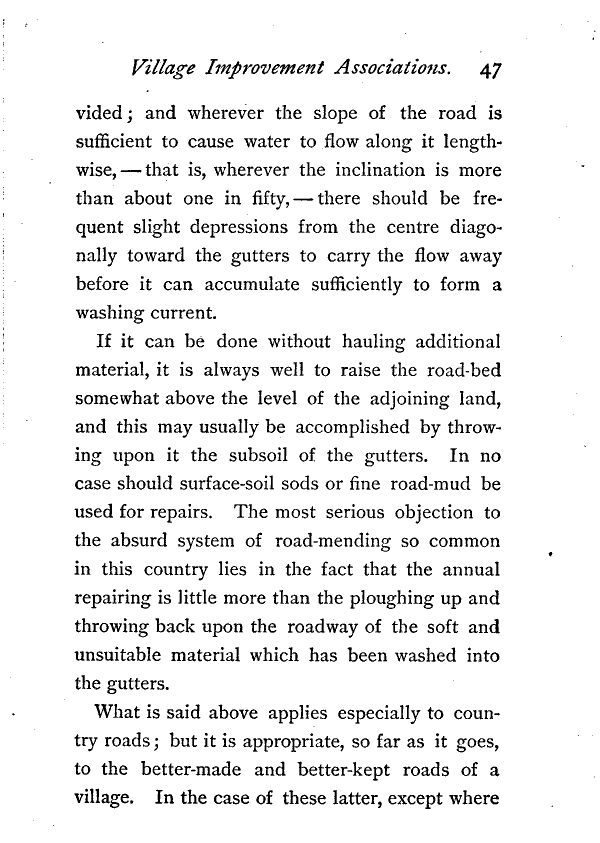 Village Improvement Associations. 47
vided; and wherever the slope of the road is
sufficient to cause water to flow along it length-
wise, — that is, wherever the inclination is more
than about one in fifty, — there should be fre-
quent slight depressions from the centre diago-
nally toward the gutters to carry the flow away
before it can accumulate sufficiently to form a
washing current.
If it can be done without hauling additional
material, it is always well to raise the road-bed
somewhat above the level of the adjoining land,
and this may usually be accomplished by throw-
ing upon it the subsoil of the gutters. In no
case should surface-soil sods or fine road-mud be
used for repairs. The most serious objection to
the absurd system of road-mending so common
in this country lies in the fact that the annual
repairing is little more than the ploughing up and
throwing back upon the roadway of the soft and
unsuitable material which has been washed into
the gutters.
What is said above applies especially to coun-
try roads; but it is appropriate, so far as it goes,
to the better-made and better-kept roads of a
village. In the case of these latter, except where